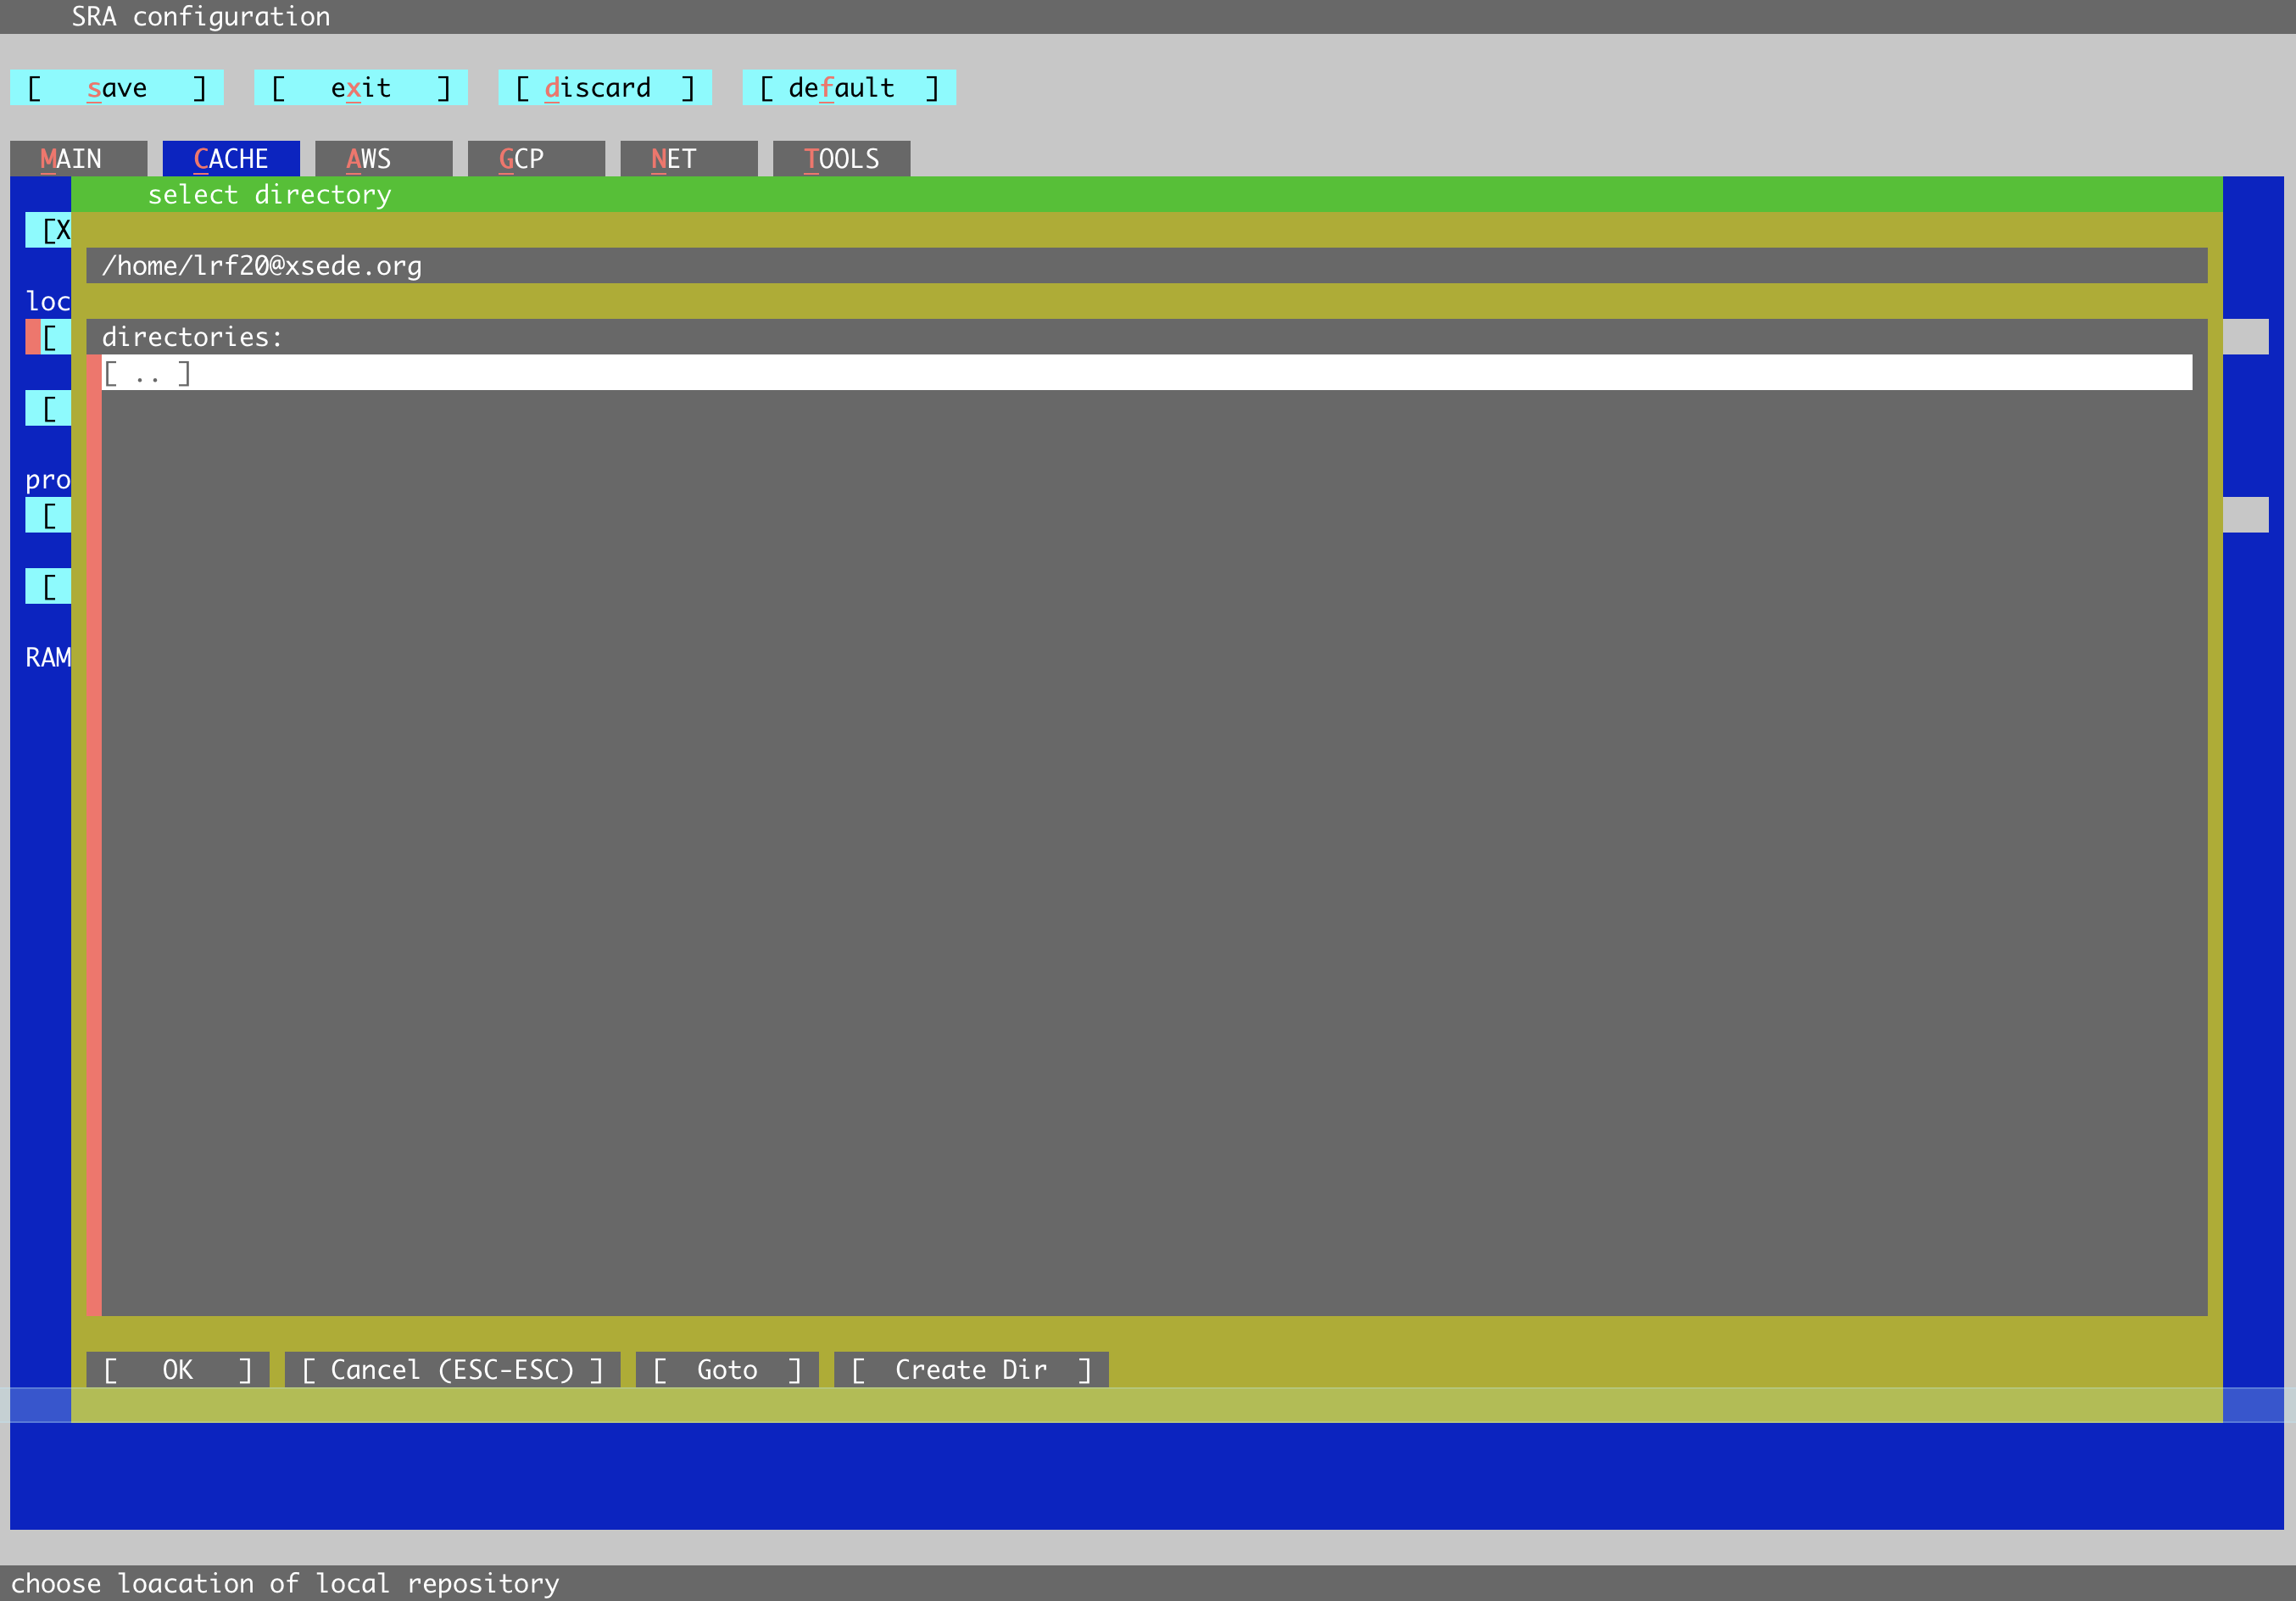 SRA configuration
[ save ] [ exit ] [ discard ] [ default ]
MAIN CACHE AWS GCP NET TOOLS
select directory
[X
/home/lrf20@xsede.org
loc
[ directories:
[ .. ]
[
pro
[
[
RAM
[ OK ] [ Cancel (ESC-ESC) ] [ Goto ] [ Create Dir ]
choose loacation of local repository